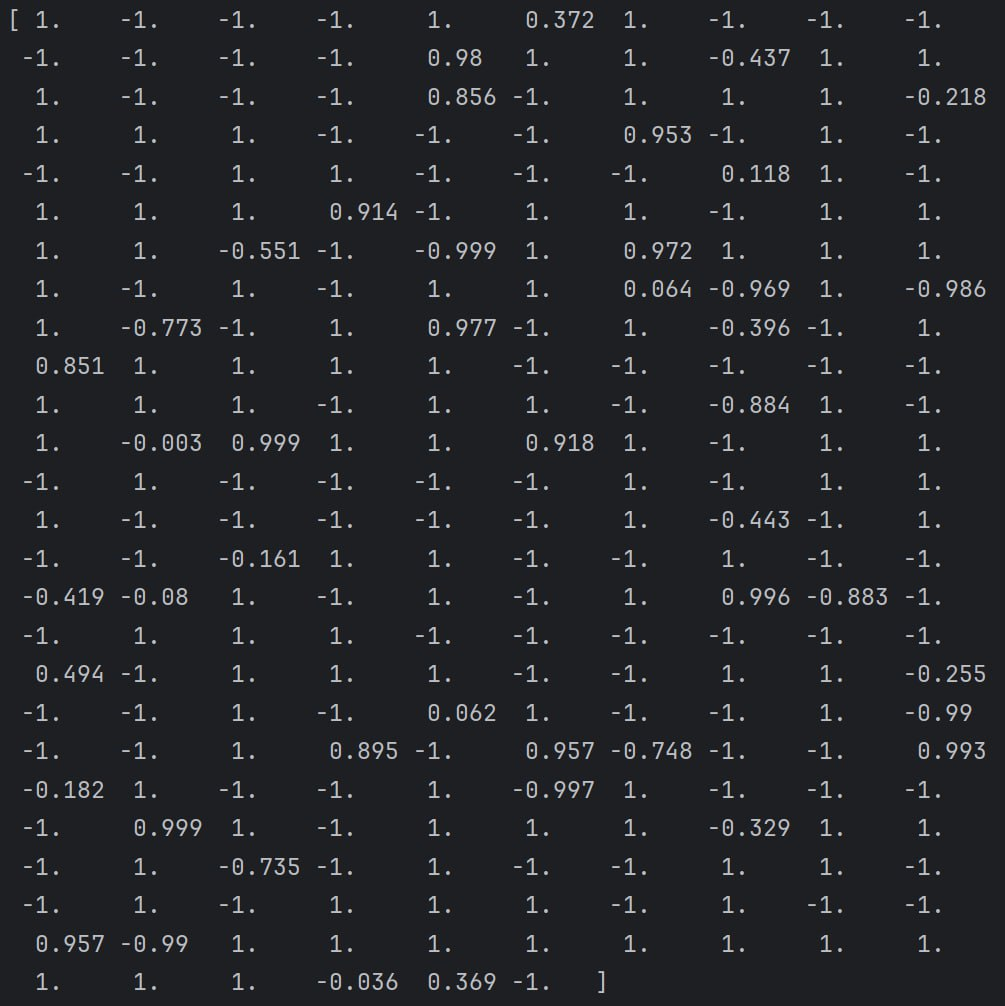 [ 1. -1. -1. -1. 1. 0.372 1. -1. -1. -1.
-1. -1. -1. -1. 0.98 1. 1. -0.437 1. 1.
1. -1. -1. -1. 0.856 -1. 1. 1. 1. -0.218
1. 1. 1. -1. -1. -1. 0.953 -1. 1. -1.
-1. -1. 1. 1. -1. -1. -1. 0.118 1. -1.
1. 1. 1. 0.914 -1. 1. 1. -1. 1. 1.
1. 1. -0.551 -1. -0.999 1. 0.972 1. 1. 1.
1. -1. 1. -1. 1. 1. 0.064 -0.969 1. -0.986
1. -0.773 -1. 1. 0.977 -1. 1. -0.396 -1. 1.
0.851 1. 1. 1. 1. -1. -1. -1. -1. -1.
1. 1. 1. -1. 1. 1. -1. -0.884 1. -1.
1. -0.003 0.999 1. 1. 0.918 1. -1. 1. 1.
-1. 1. -1. -1. -1. -1. 1. -1. 1. 1.
1. -1. -1. -1. -1. -1. 1. -0.443 -1. 1.
-1. -1. -0.161 1. 1. -1. -1. 1. -1. -1.
-0.419 -0.08 1. -1. 1. -1. 1. 0.996 -0.883 -1.
-1. 1. 1. 1. -1. -1. -1. -1. -1. -1.
0.494 -1. 1. 1. 1. -1. -1. 1. 1. -0.255
-1. -1. 1. -1. 0.062 1. -1. -1. 1. -0.99
-1. -1. 1. 0.895 -1. 0.957 -0.748 -1. -1. 0.993
-0.182 1. -1. -1. 1. -0.997 1. -1. -1. -1.
-1. 0.999 1. -1. 1. 1. 1. -0.329 1. 1.
-1. 1. -0.735 -1. 1. -1. -1. 1. 1. -1.
-1. 1. -1. 1. 1. 1. -1. 1. -1. -1.
0.957 -0.99 1. 1. 1. 1. 1. 1. 1. 1.
1. 1. 1. -0.036 0.369 -1. ]